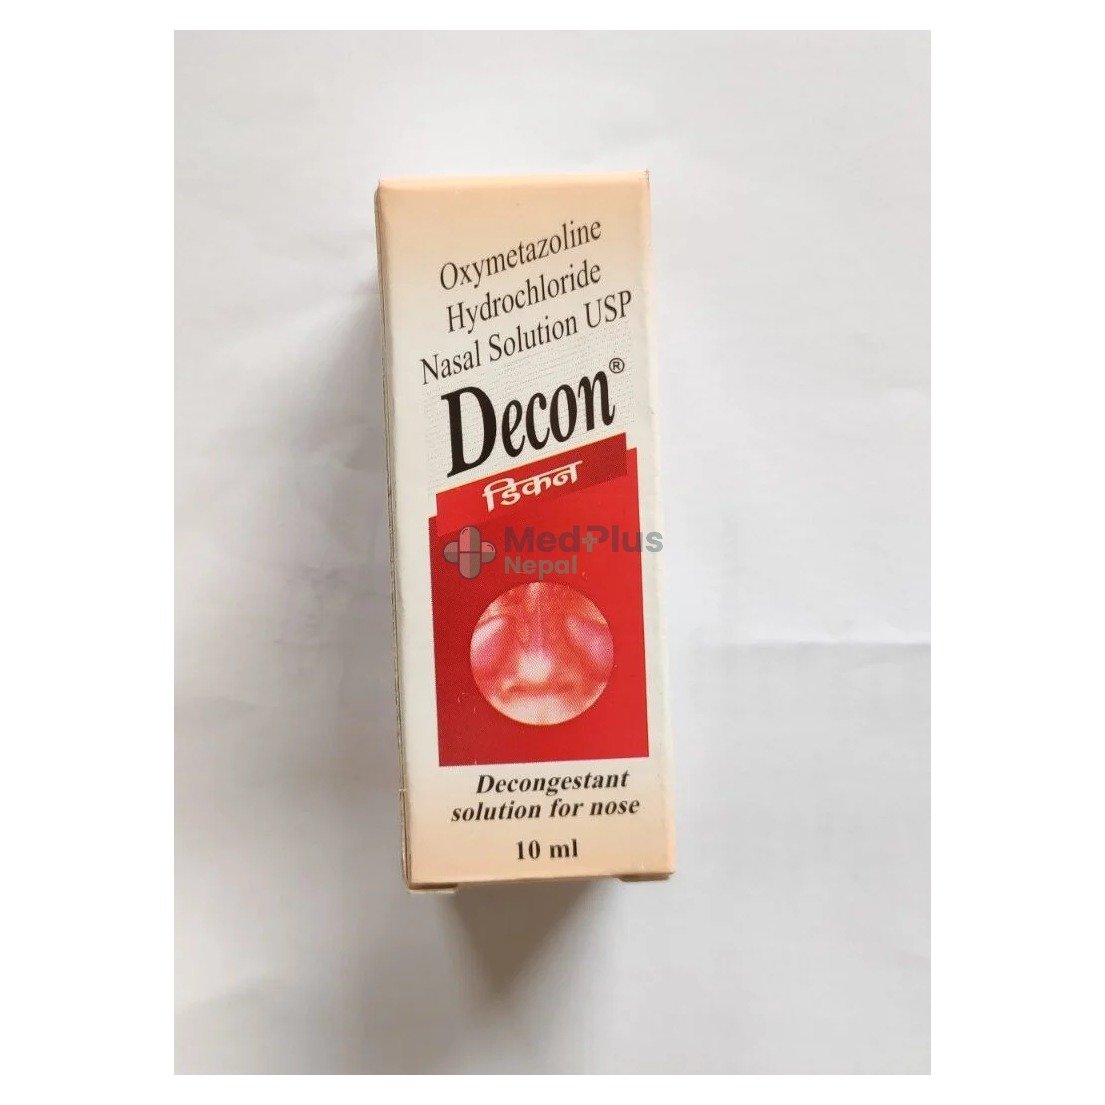 Oxymetazoline
Hydrochloride
Nasal Solution USP
Decon®
डिकन
MedPlus
Nepal
Decongestant
solution for nose
10 ml